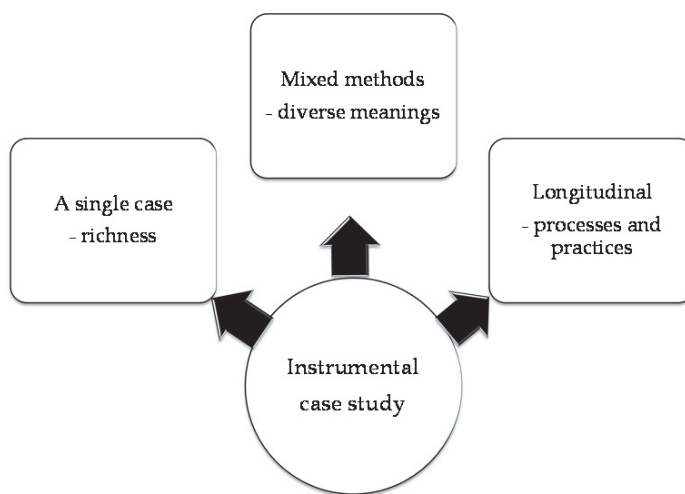 Mixed methods
- diverse meanings
A single case
- richness
Longitudinal
- processes and
practices
Instrumental
case study